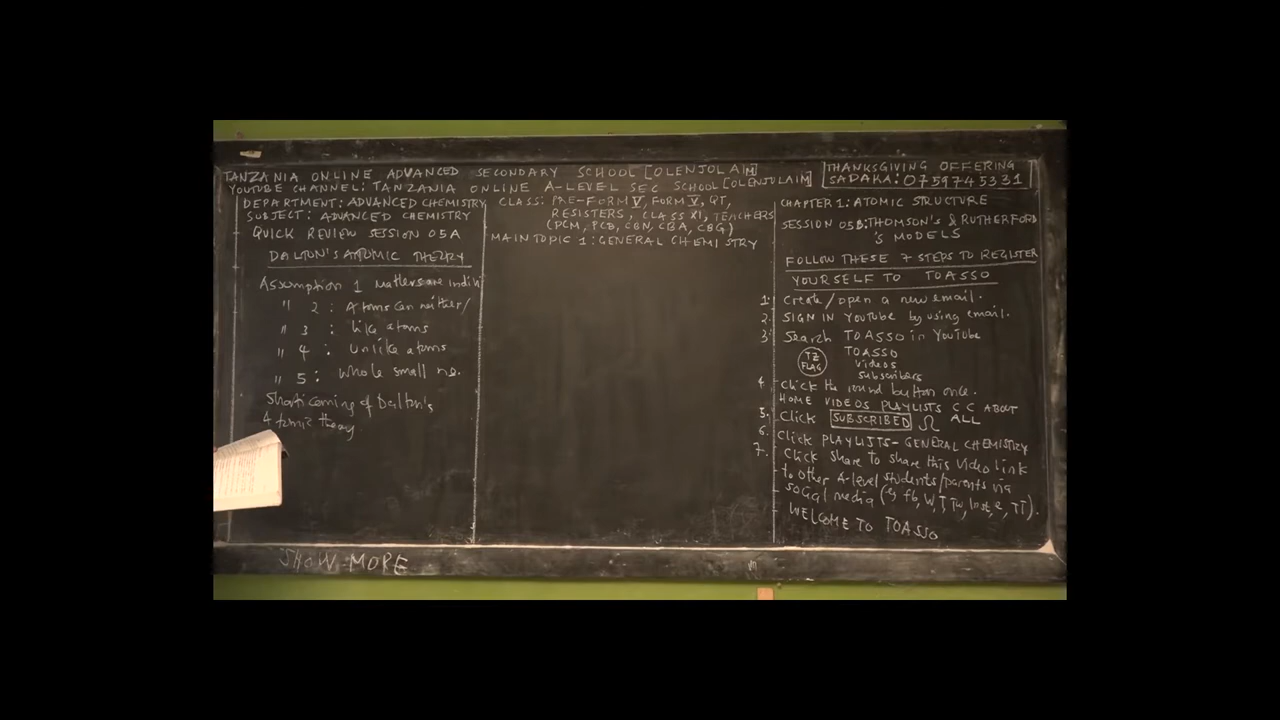 TANZANIA ONLINE ADVANCED SECONDARY SCHOOL [OLENJOLAIM]
YOUTUBE CHANNEL: TANZANIA ONLINE A-LEVEL SEC SCHOOL [OLENJOLAIM]
THANKSGIVING OFFERING
SADAKA: 0759745331
DEPARTMENT: ADVANCED CHEMISTRY
SUBJECT: ADVANCED CHEMISTRY
QUICK REVIEW SESSION 05A
DALTON'S ATOMIC THEORY
Assumption 1 Matters are indivi
" 2: Atoms can neither/
" 3: like atoms
" 4: Unlike atoms
" 5: whole small no.
Shortcoming of Dalton's
Atomic theory
CLASS: PRE-FORM V, FORM V, QT,
RESISTERS, CLASS XI, TEACHERS
(PCM, PCB, CBN, CBA, CBG)
MAIN TOPIC 1: GENERAL CHEMISTRY
CHAPTER 1: ATOMIC STRUCTURE
SESSION 05B: THOMSON'S & RUTHERFORD
'S MODELS
FOLLOW THESE 7 STEPS TO REGISTER
YOURSELF TO TOASSO
1. Create/open a new email.
2. SIGN IN YOUTUBE by using email.
3. Search TOASSO in YouTUBE
TZ FLAG
TOASSO
Videos
subscribers
4. Click the round button once.
HOME VIDEOS PLAYLISTS C C ABOUT
5. Click SUBSCRIBED ALL
6. Click PLAYLISTS- GENERAL CHEMISTRY
7. Click share to share this video link
to other A-level students/parents via
social media (eg fb, W, T, Tw,
WELCOME TO TOASSO
SHOW MORE